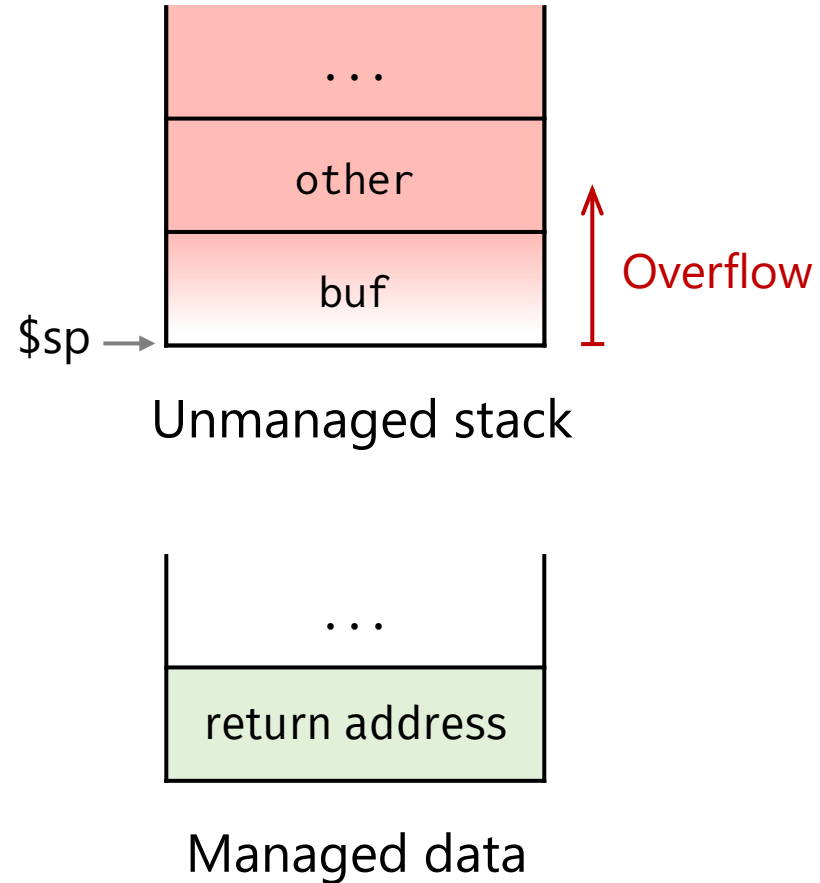 ...
other
buf
Overflow
$sp
Unmanaged stack
...
return address
Managed data